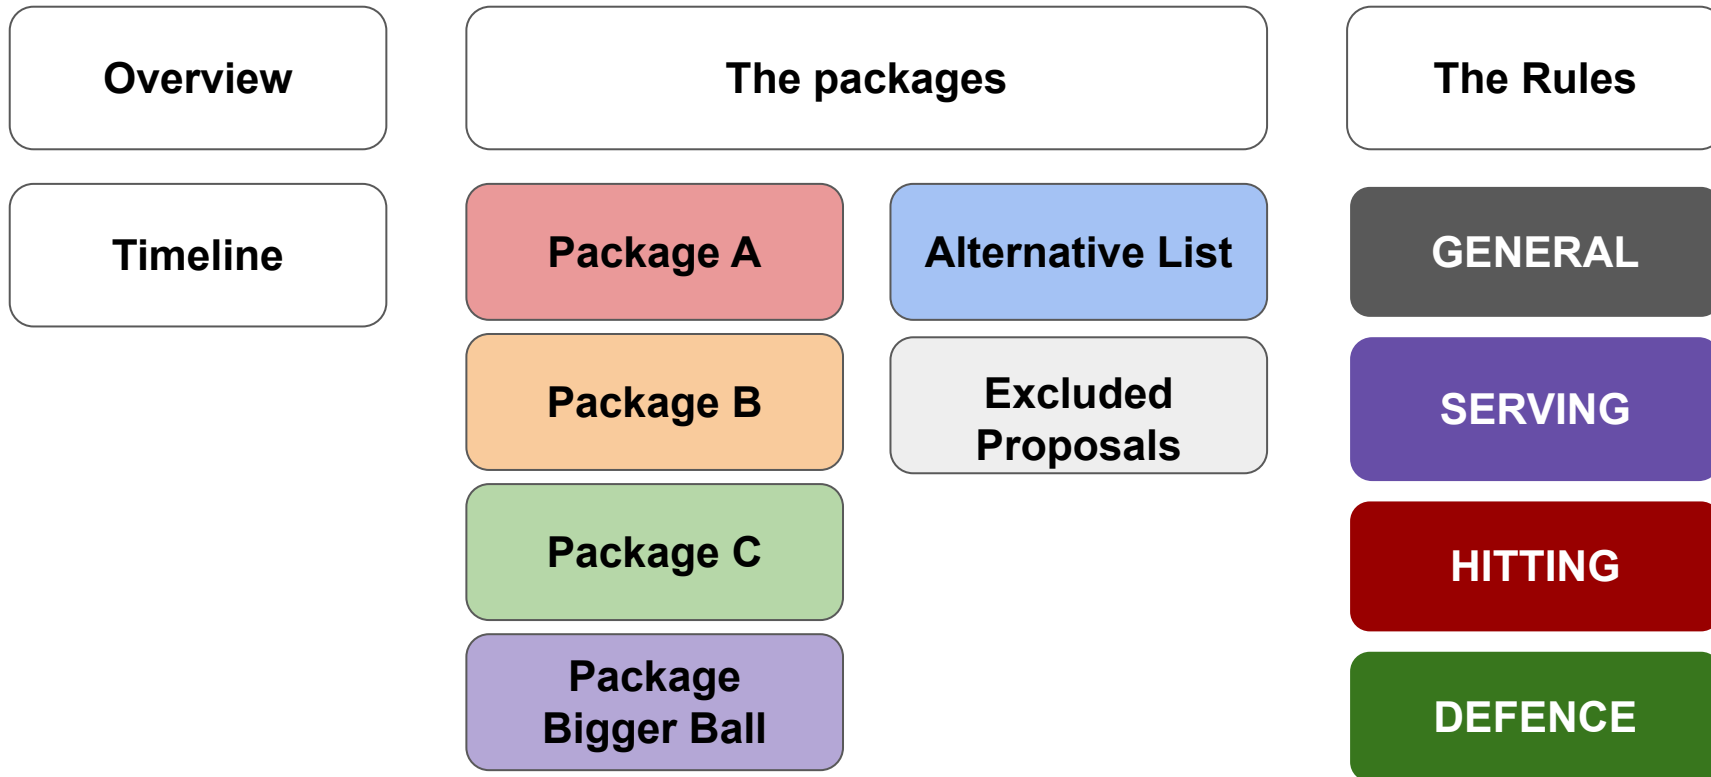 Overview
The packages
The Rules
Timeline
Package A
Alternative List
GENERAL
Package B
Excluded
Proposals
SERVING
Package C
HITTING
Package
Bigger Ball
DEFENCE